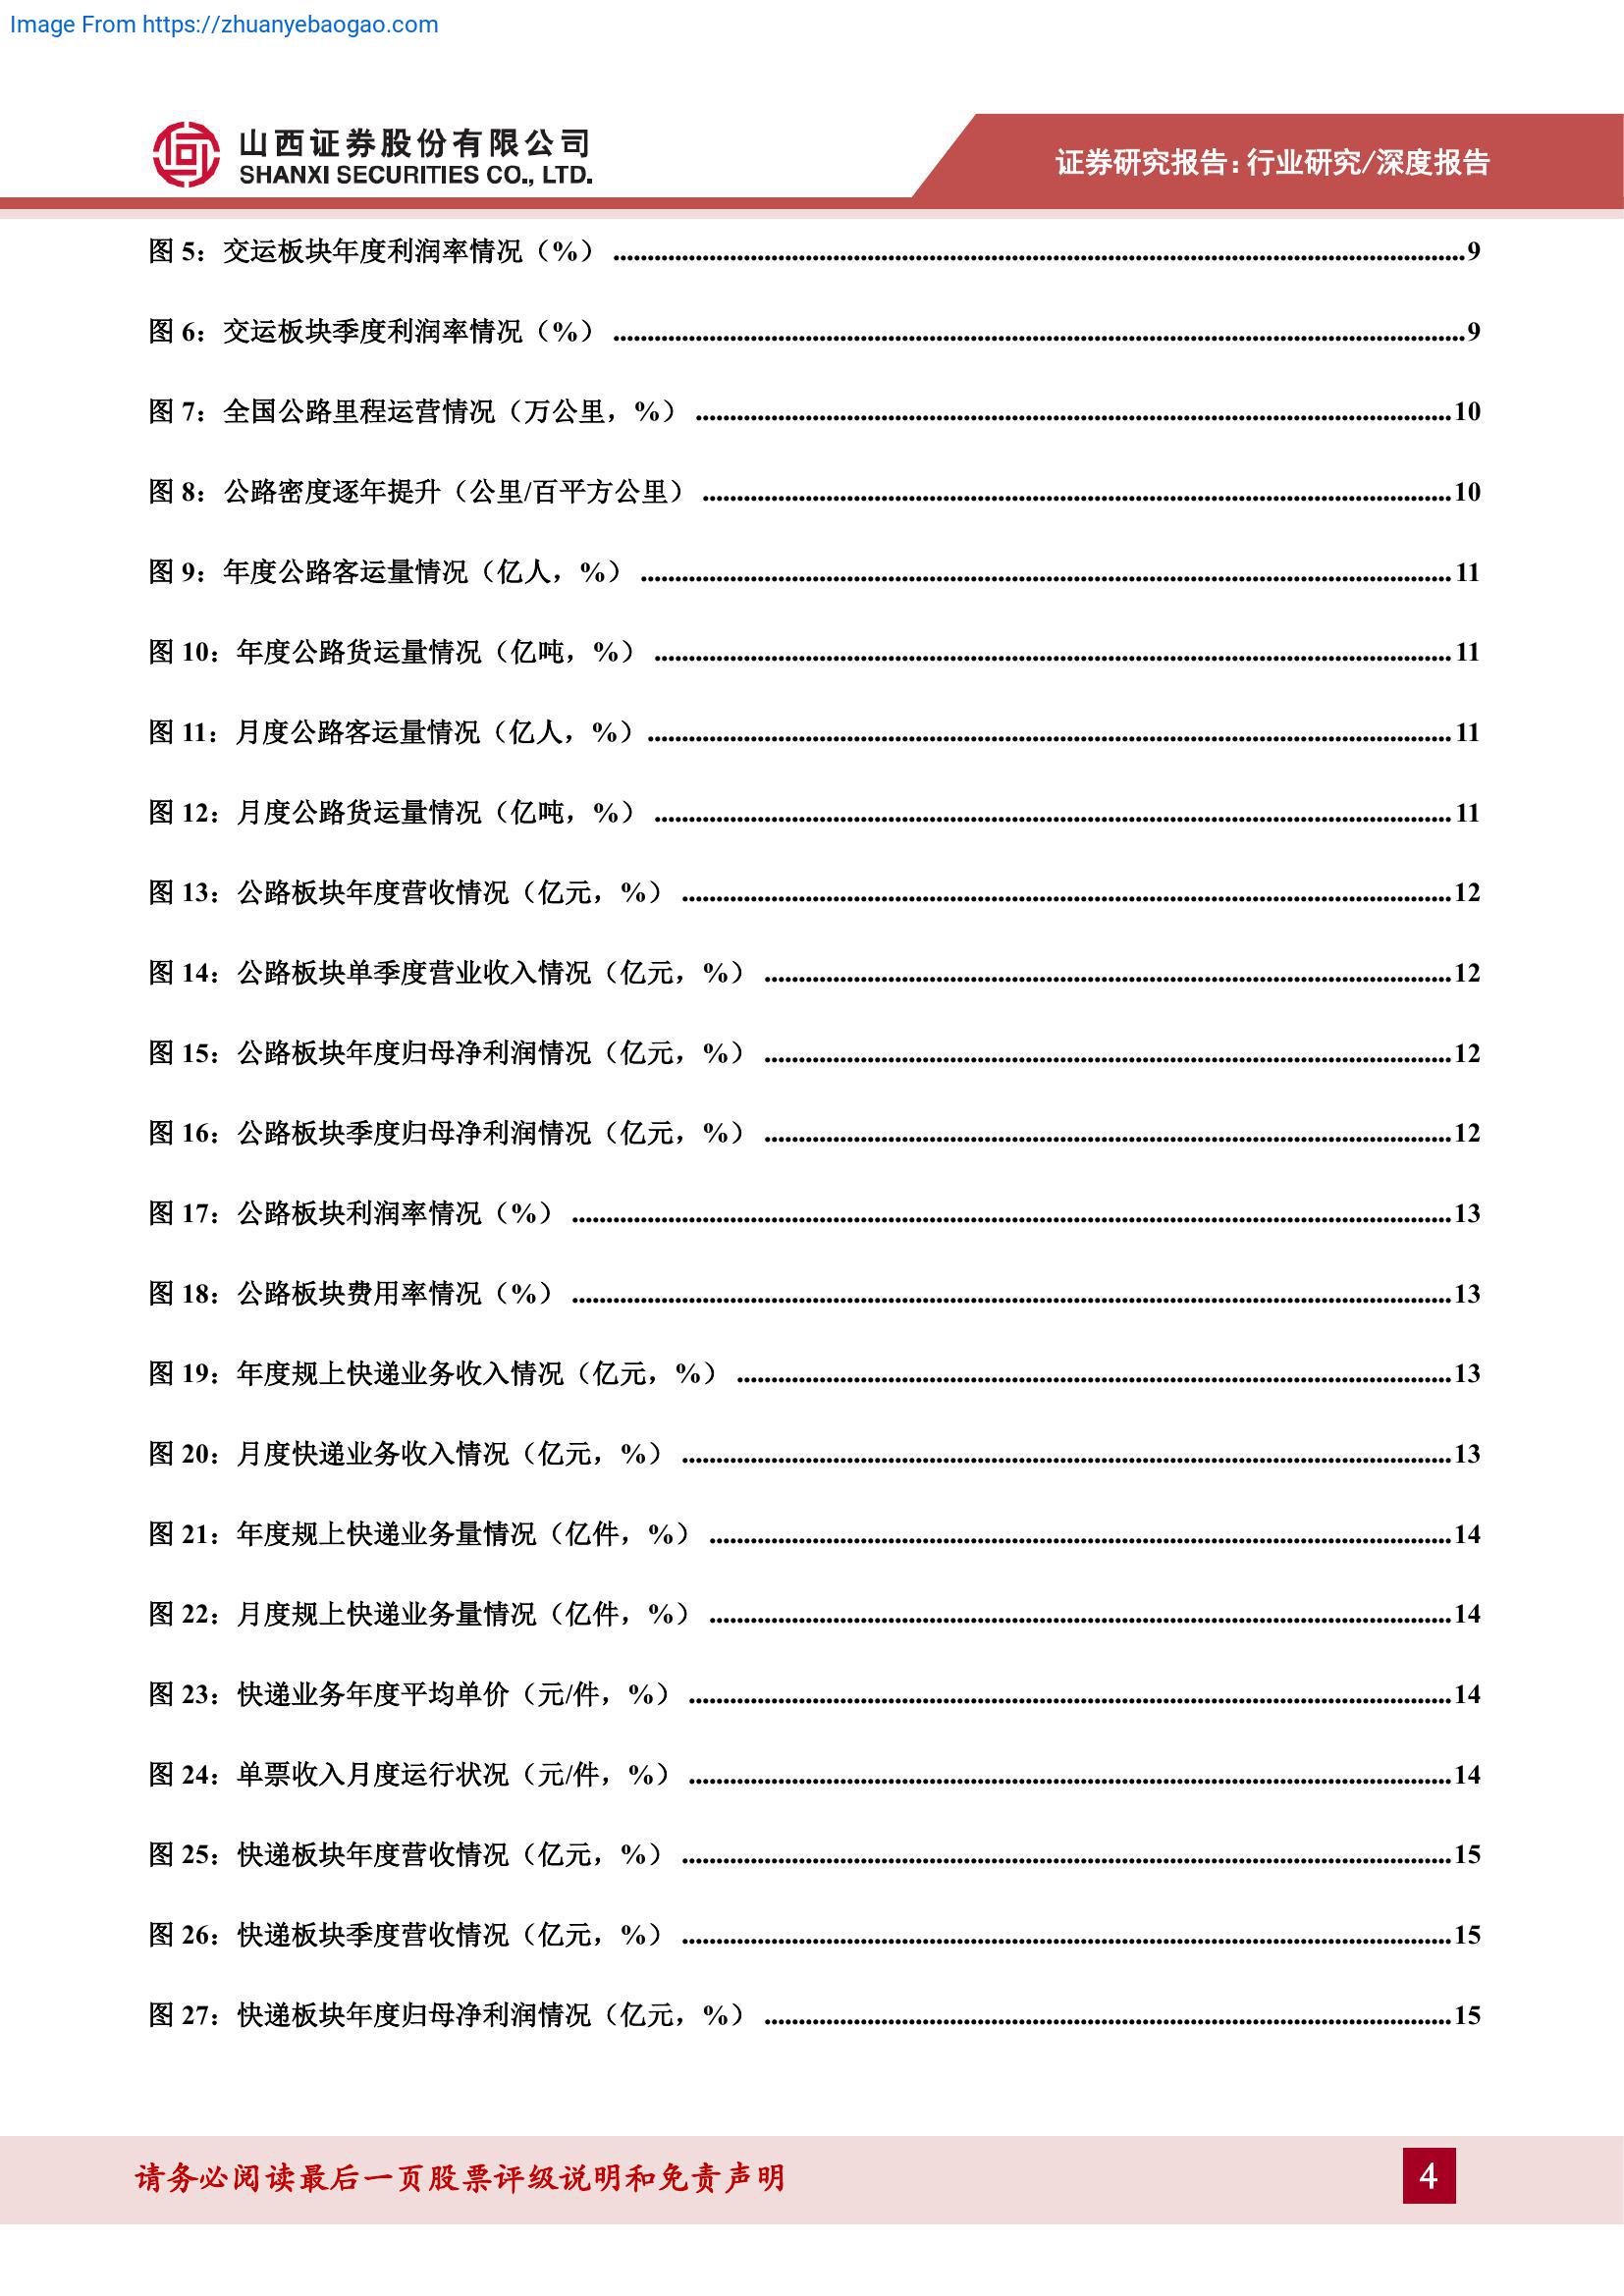 Image From https://zhuanyebaogao.com
山西证券股份有限公司
SHANXI SECURITIES CO., LTD.
证券研究报告：行业研究/深度报告
图 5：交运板块年度利润率情况（%） ........ 9
图 6：交运板块季度利润率情况（%） ........ 9
图 7：全国公路里程运营情况（万公里，%） ........ 10
图 8：公路密度逐年提升（公里/百平方公里） ........ 10
图 9：年度公路客运量情况（亿人，%） ........ 11
图 10：年度公路货运量情况（亿吨，%） ........ 11
图 11：月度公路客运量情况（亿人，%） ........ 11
图 12：月度公路货运量情况（亿吨，%） ........ 11
图 13：公路板块年度营收情况（亿元，%） ........ 12
图 14：公路板块单季度营业收入情况（亿元，%） ........ 12
图 15：公路板块年度归母净利润情况（亿元，%） ........ 12
图 16：公路板块季度归母净利润情况（亿元，%） ........ 12
图 17：公路板块利润率情况（%） ........ 13
图 18：公路板块费用率情况（%） ........ 13
图 19：年度规上快递业务收入情况（亿元，%） ........ 13
图 20：月度快递业务收入情况（亿元，%） ........ 13
图 21：年度规上快递业务量情况（亿件，%） ........ 14
图 22：月度规上快递业务量情况（亿件，%） ........ 14
图 23：快递业务年度平均单价（元/件，%） ........ 14
图 24：单票收入月度运行状况（元/件，%） ........ 14
图 25：快递板块年度营收情况（亿元，%） ........ 15
图 26：快递板块季度营收情况（亿元，%） ........ 15
图 27：快递板块年度归母净利润情况（亿元，%） ........ 15
请务必阅读最后一页股票评级说明和免责声明
4